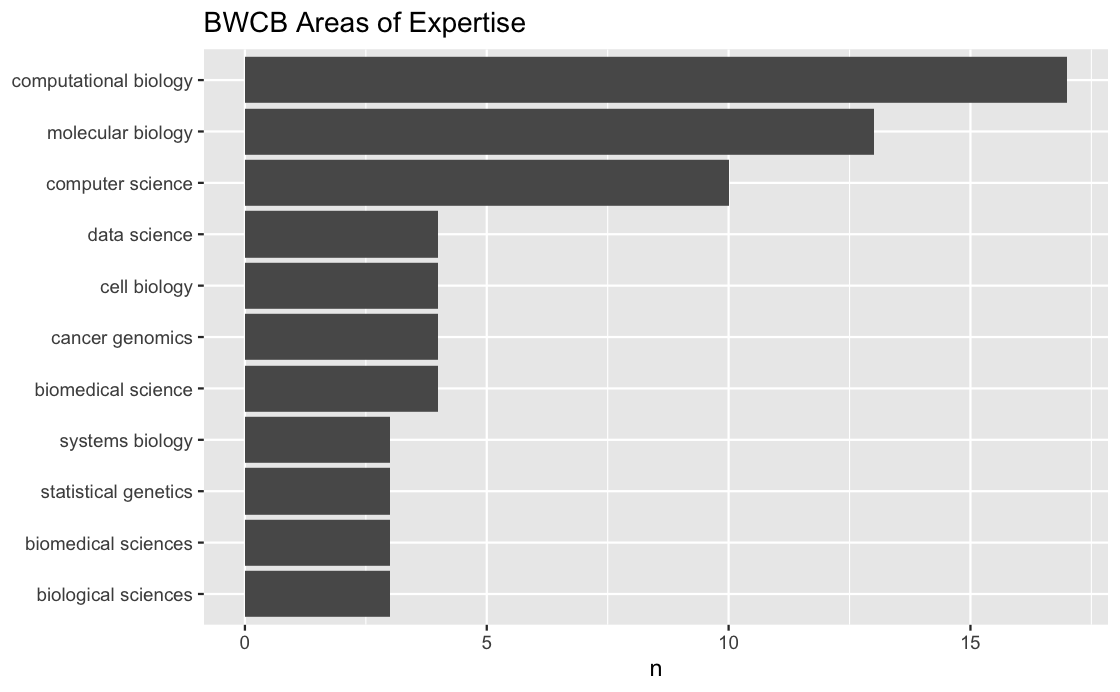 BWCB Areas of Expertise
computational biology
molecular biology
computer science
data science
cell biology
cancer genomics
biomedical science
systems biology
statistical genetics
biomedical sciences
biological sciences
0 5 10 15
n